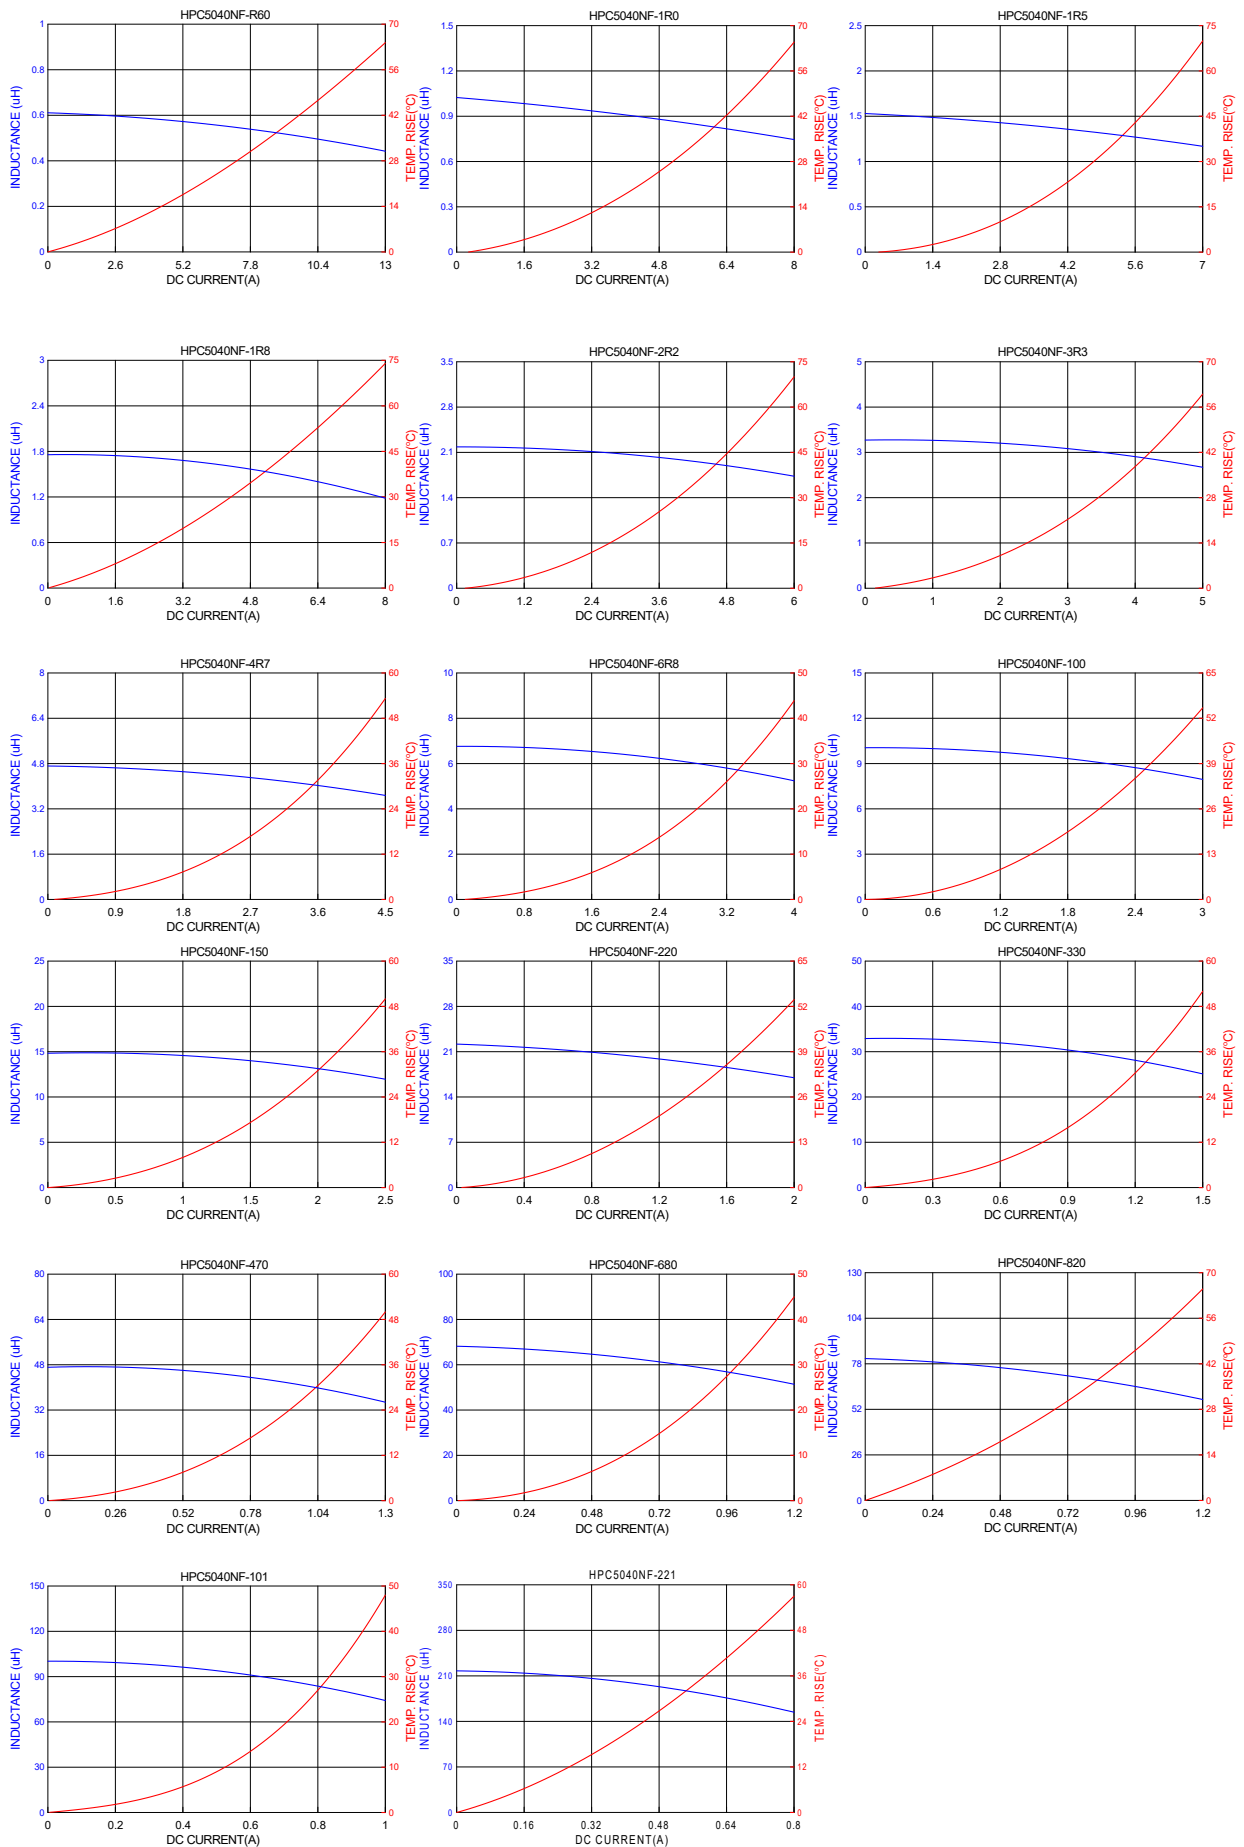 HPC5040NF-R60
1
0.8
0.6
0.4
0.2
0
INDUCTANCE (uH)
70
56
42
28
14
0
TEMP. RISE(ºC)
0 2.6 5.2 7.8 10.4 13
DC CURRENT(A)
HPC5040NF-1R0
1.5
1.2
0.9
0.6
0.3
0
INDUCTANCE (uH)
70
56
42
28
14
0
TEMP. RISE(ºC)
0 1.6 3.2 4.8 6.4 8
DC CURRENT(A)
HPC5040NF-1R5
2.5
2
1.5
1
0.5
0
INDUCTANCE (uH)
75
60
45
30
15
0
TEMP. RISE(ºC)
0 1.4 2.8 4.2 5.6 7
DC CURRENT(A)
HPC5040NF-1R8
3
2.4
1.8
1.2
0.6
0
INDUCTANCE (uH)
75
60
45
30
15
0
TEMP. RISE(ºC)
0 1.6 3.2 4.8 6.4 8
DC CURRENT(A)
HPC5040NF-2R2
3.5
2.8
2.1
1.4
0.7
0
INDUCTANCE (uH)
75
60
45
30
15
0
TEMP. RISE(ºC)
0 1.2 2.4 3.6 4.8 6
DC CURRENT(A)
HPC5040NF-3R3
5
4
3
2
1
0
INDUCTANCE (uH)
70
56
42
28
14
0
TEMP. RISE(ºC)
0 1 2 3 4 5
DC CURRENT(A)
HPC5040NF-4R7
8
6.4
4.8
3.2
1.6
0
INDUCTANCE (uH)
60
48
36
24
12
0
TEMP. RISE(ºC)
0 0.9 1.8 2.7 3.6 4.5
DC CURRENT(A)
HPC5040NF-6R8
10
8
6
4
2
0
INDUCTANCE (uH)
50
40
30
20
10
0
TEMP. RISE(ºC)
0 0.8 1.6 2.4 3.2 4
DC CURRENT(A)
HPC5040NF-100
15
12
9
6
3
0
INDUCTANCE (uH)
65
52
39
26
13
0
TEMP. RISE(ºC)
0 0.6 1.2 1.8 2.4 3
DC CURRENT(A)
HPC5040NF-150
25
20
15
10
5
0
INDUCTANCE (uH)
60
48
36
24
12
0
TEMP. RISE(ºC)
0 0.5 1 1.5 2 2.5
DC CURRENT(A)
HPC5040NF-220
35
28
21
14
7
0
INDUCTANCE (uH)
65
52
39
26
13
0
TEMP. RISE(ºC)
0 0.4 0.8 1.2 1.6 2
DC CURRENT(A)
HPC5040NF-330
50
40
30
20
10
0
INDUCTANCE (uH)
60
48
36
24
12
0
TEMP. RISE(ºC)
0 0.3 0.6 0.9 1.2 1.5
DC CURRENT(A)
HPC5040NF-470
80
64
48
32
16
0
INDUCTANCE (uH)
60
48
36
24
12
0
TEMP. RISE(ºC)
0 0.26 0.52 0.78 1.04 1.3
DC CURRENT(A)
HPC5040NF-680
100
80
60
40
20
0
INDUCTANCE (uH)
50
40
30
20
10
0
TEMP. RISE(ºC)
0 0.24 0.48 0.72 0.96 1.2
DC CURRENT(A)
HPC5040NF-820
130
104
78
52
26
0
INDUCTANCE (uH)
70
56
42
28
14
0
TEMP. RISE(ºC)
0 0.24 0.48 0.72 0.96 1.2
DC CURRENT(A)
HPC5040NF-101
150
120
90
60
30
0
INDUCTANCE (uH)
50
40
30
20
10
0
TEMP. RISE(ºC)
0 0.2 0.4 0.6 0.8 1
DC CURRENT(A)
HPC5040NF-221
350
280
210
140
70
0
INDUCTANCE (uH)
60
48
36
24
12
0
TEMP. RISE(ºC)
0 0.16 0.32 0.48 0.64 0.8
DC CURRENT(A)